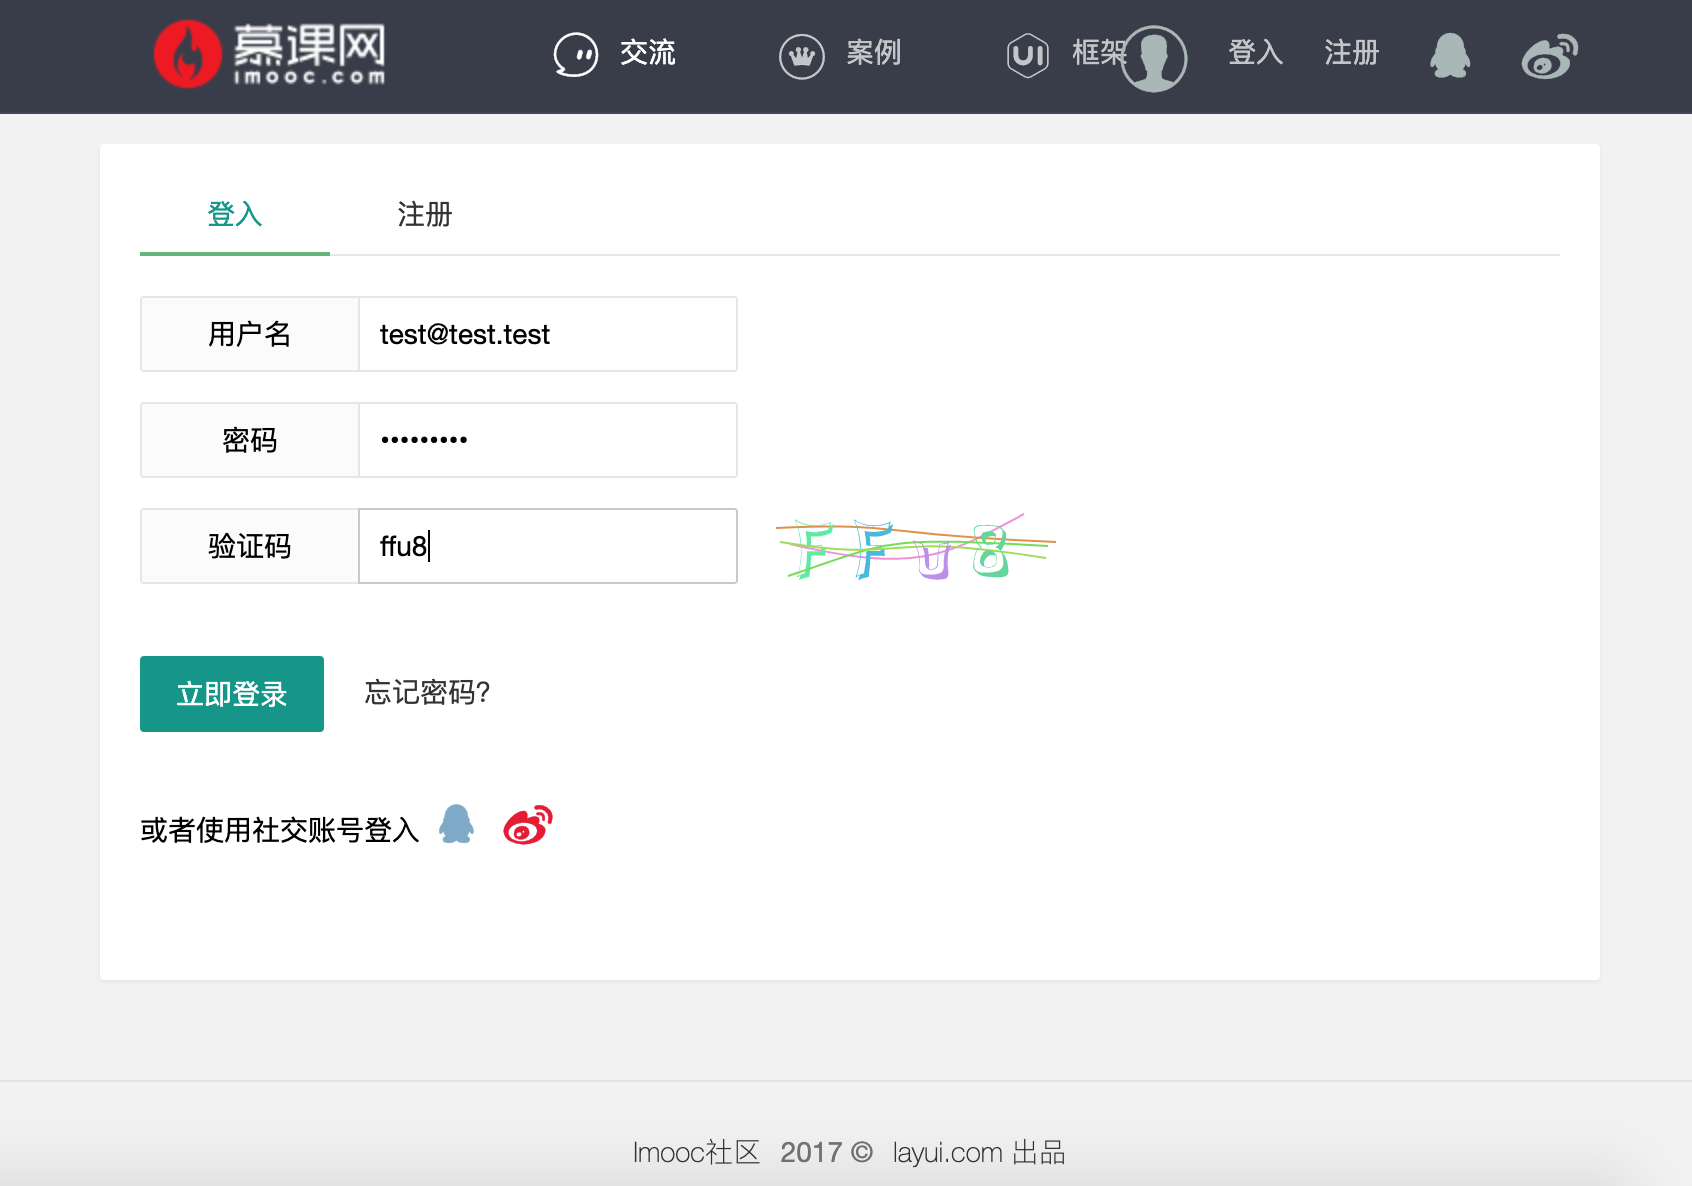 慕课网
imooc.com
交流
案例
UI 框架
登入
注册
登入
注册
用户名
test@test.test
密码
•••••••••
验证码
ffu8
FFu8
立即登录
忘记密码?
或者使用社交账号登入
Imooc社区 2017 © layui.com 出品